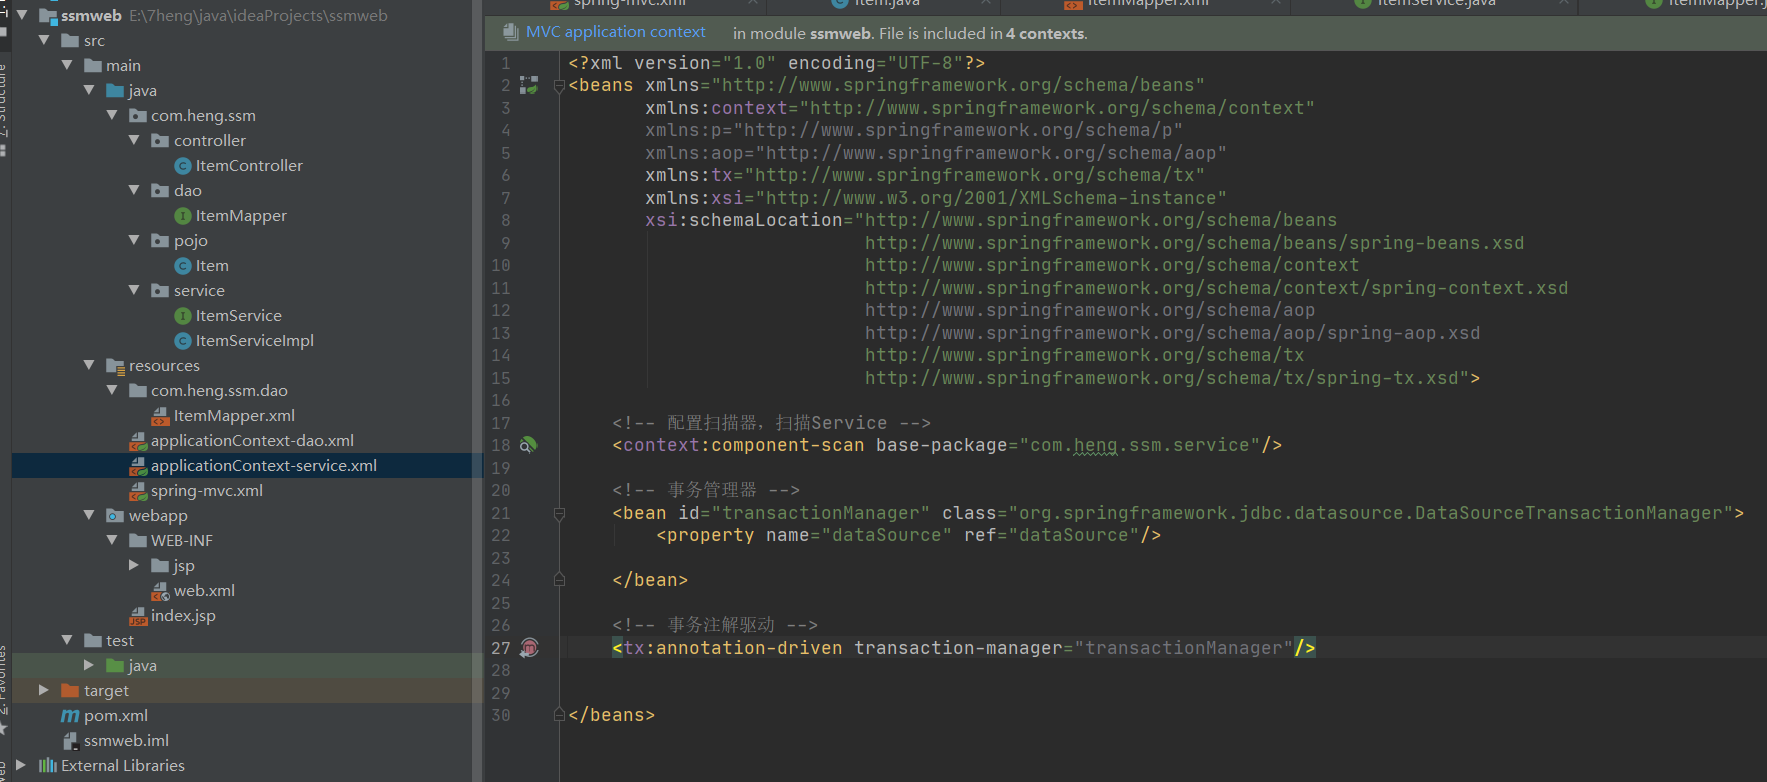 spring-mvc.xml
Item.java
ItemMapper.xml
ItemService.java
ssmweb E:\7heng\java\ideaProjects\ssmweb
src
main
java
com.heng.ssm
controller
ItemController
dao
ItemMapper
pojo
Item
service
ItemService
ItemServiceImpl
resources
com.heng.ssm.dao
ItemMapper.xml
applicationContext-dao.xml
applicationContext-service.xml
spring-mvc.xml
webapp
WEB-INF
jsp
web.xml
index.jsp
test
java
target
pom.xml
ssmweb.iml
External Libraries
7: Structure
2: Favorites
MVC application context in module ssmweb. File is included in 4 contexts.
1 <?xml version="1.0" encoding="UTF-8"?>
2 <beans xmlns="http://www.springframework.org/schema/beans"
3 xmlns:context="http://www.springframework.org/schema/context"
4 xmlns:p="http://www.springframework.org/schema/p"
5 xmlns:aop="http://www.springframework.org/schema/aop"
6 xmlns:tx="http://www.springframework.org/schema/tx"
7 xmlns:xsi="http://www.w3.org/2001/XMLSchema-instance"
8 xsi:schemaLocation="http://www.springframework.org/schema/beans
9 http://www.springframework.org/schema/beans/spring-beans.xsd
10 http://www.springframework.org/schema/context
11 http://www.springframework.org/schema/context/spring-context.xsd
12 http://www.springframework.org/schema/aop
13 http://www.springframework.org/schema/aop/spring-aop.xsd
14 http://www.springframework.org/schema/tx
15 http://www.springframework.org/schema/tx/spring-tx.xsd">
16
17 <!-- 配置扫描器，扫描Service -->
18 <context:component-scan base-package="com.heng.ssm.service"/>
19
20 <!-- 事务管理器 -->
21 <bean id="transactionManager" class="org.springframework.jdbc.datasource.DataSourceTransactionManager">
22 <property name="dataSource" ref="dataSource"/>
23
24 </bean>
25
26 <!-- 事务注解驱动 -->
27 <tx:annotation-driven transaction-manager="transactionManager"/>
28
29
30 </beans>